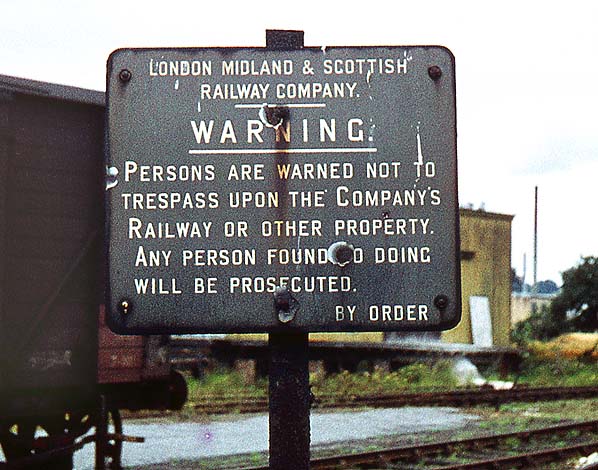 LONDON MIDLAND & SCOTTISH
RAILWAY COMPANY.
WARNING.
PERSONS ARE WARNED NOT TO
TRESPASS UPON THE COMPANY'S
RAILWAY OR OTHER PROPERTY.
ANY PERSON FOUND SO DOING
WILL BE PROSECUTED.
BY ORDER